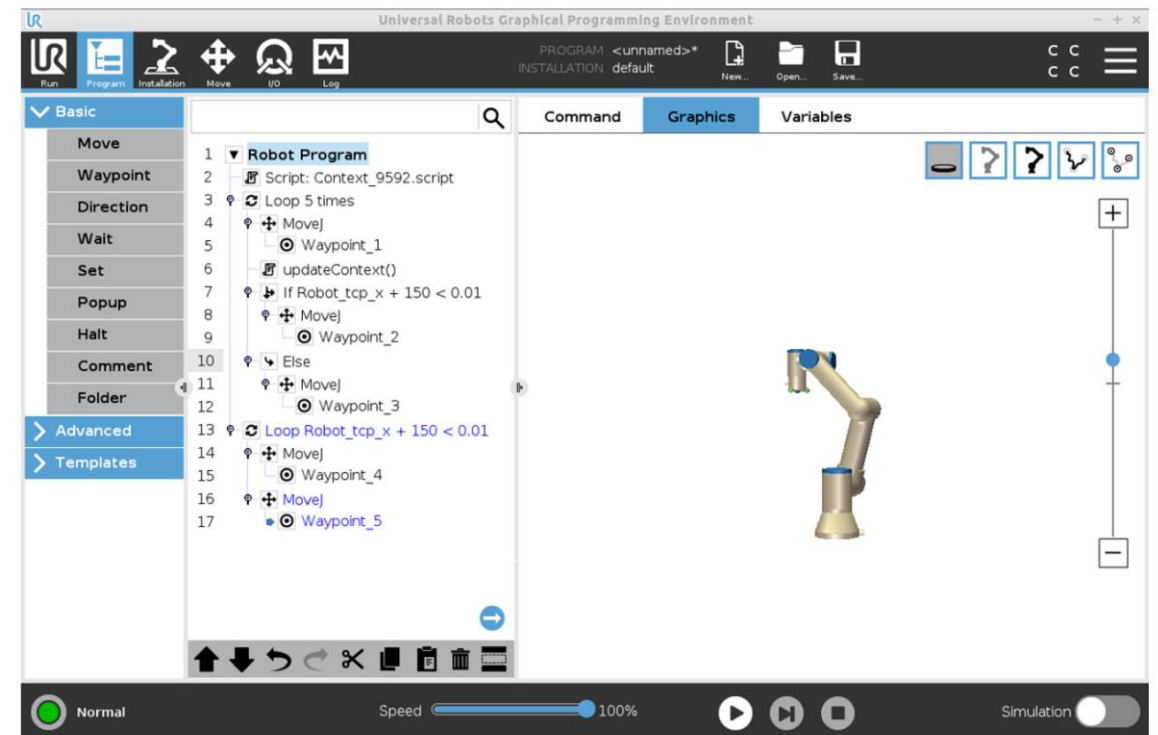 UR Universal Robots Graphical Programming Environment - + ×
UR PROGRAM <unnamed>* C C
INSTALLATION default C C
Run Program Installation Move I/O Log New... Open... Save...
Basic
Move
Waypoint
Direction
Wait
Set
Popup
Halt
Comment
Folder
Advanced
Templates
1 Robot Program
2 Script: Context_9592.script
3 Loop 5 times
4 MoveJ
5 Waypoint_1
6 updateContext()
7 If Robot_tcp_x + 150 < 0.01
8 MoveJ
9 Waypoint_2
10 Else
11 MoveJ
12 Waypoint_3
13 Loop Robot_tcp_x + 150 < 0.01
14 MoveJ
15 Waypoint_4
16 MoveJ
17 Waypoint_5
Command Graphics Variables
+
−
Normal Speed 100% Simulation